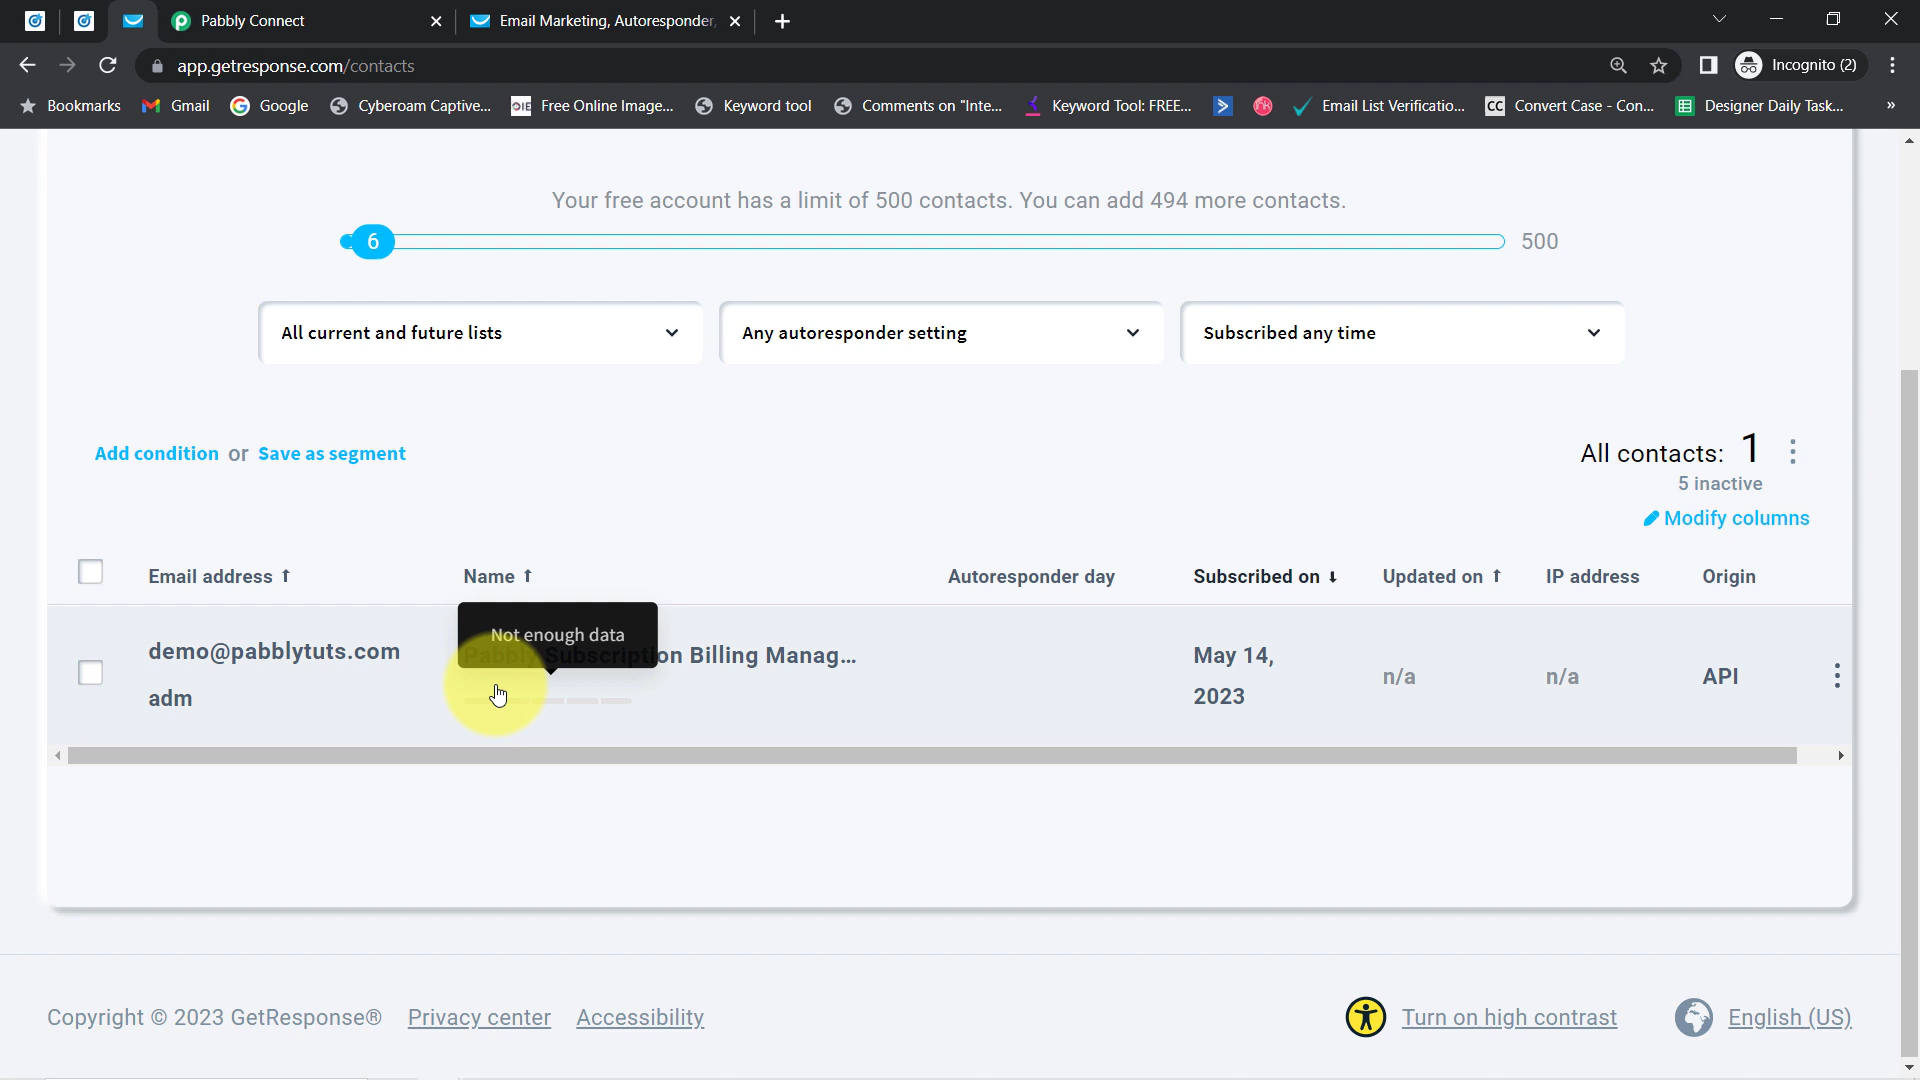 Pabbly Connect
Email Marketing, Autoresponder,
app.getresponse.com/contacts
Incognito (2)
Bookmarks
Gmail
Google
Cyberoam Captive...
OIE
Free Online Image...
Keyword tool
Comments on "Inte...
Keyword Tool: FREE...
Email List Verificatio...
CC
Convert Case - Con...
Designer Daily Task...
»
Your free account has a limit of 500 contacts. You can add 494 more contacts.
6
500
All current and future lists
Any autoresponder setting
Subscribed any time
Add condition or Save as segment
All contacts: 1
5 inactive
Modify columns
Email address ↑
Name ↑
Autoresponder day
Subscribed on ↓
Updated on ↑
IP address
Origin
Not enough data
demo@pabblytuts.com
adm
Pabbly Subscription Billing Manag...
May 14,
2023
n/a
n/a
API
Copyright © 2023 GetResponse®
Privacy center
Accessibility
Turn on high contrast
English (US)